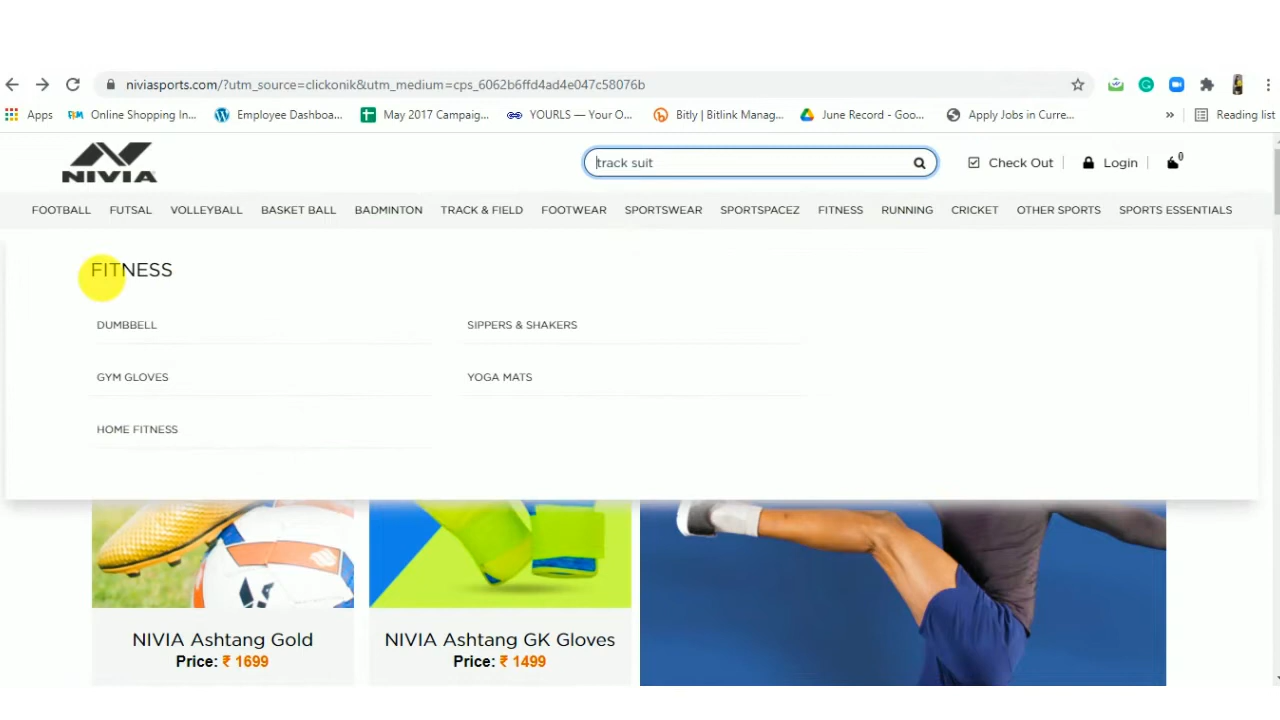 niviasports.com/?utm_source=clickonik&utm_medium=cps_6062b6ffd4ad4e047c58076b
Apps Online Shopping In... Employee Dashboa... May 2017 Campaig... YOURLS — Your O... Bitly | Bitlink Manag... June Record - Goo... Apply Jobs in Curre... » Reading list
NIVIA track suit Check Out Login 0
FOOTBALL FUTSAL VOLLEYBALL BASKET BALL BADMINTON TRACK & FIELD FOOTWEAR SPORTSWEAR SPORTSPACEZ FITNESS RUNNING CRICKET OTHER SPORTS SPORTS ESSENTIALS
FITNESS
DUMBBELL SIPPERS & SHAKERS
GYM GLOVES YOGA MATS
HOME FITNESS
NIVIA Ashtang Gold NIVIA Ashtang GK Gloves
Price: ₹ 1699 Price: ₹ 1499